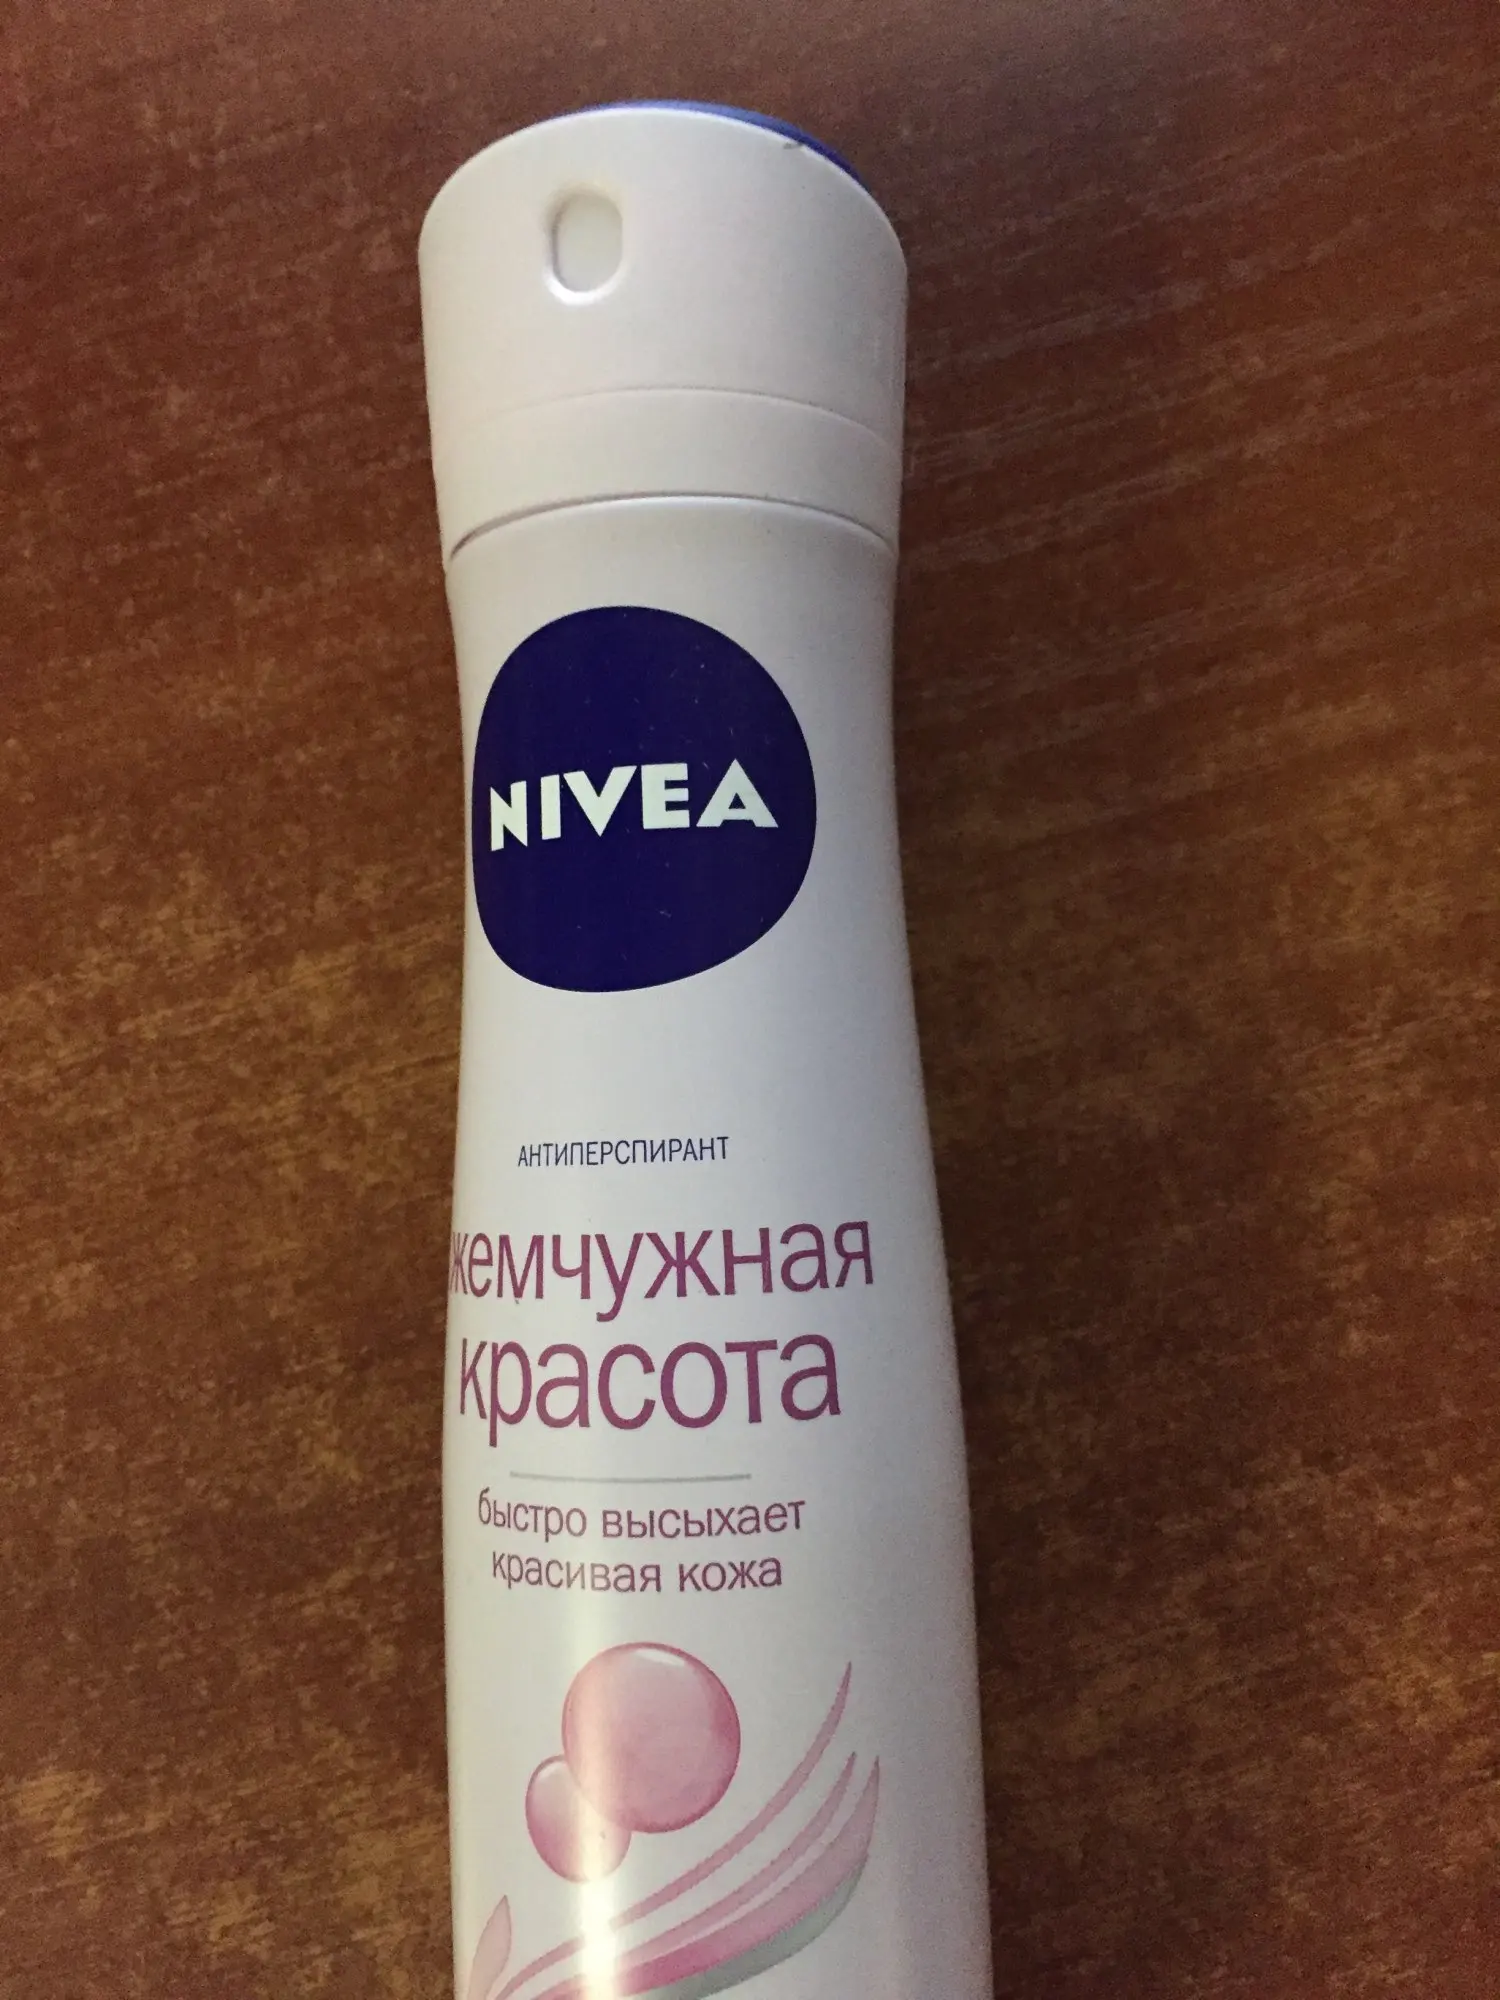 NIVEA
АНТИПЕРСПИРАНТ
жемчужная
красота
быстро высыхает
красивая кожа